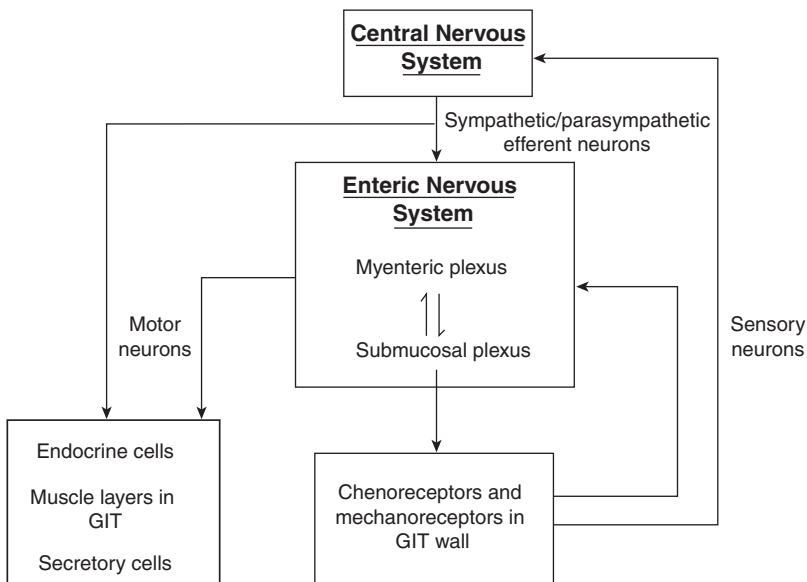 Central Nervous
System
Sympathetic/parasympathetic
efferent neurons
Enteric Nervous
System
Myenteric plexus
Submucosal plexus
Motor
neurons
Sensory
neurons
Endocrine cells
Muscle layers in
GIT
Secretory cells
Chenoreceptors and
mechanoreceptors in
GIT wall